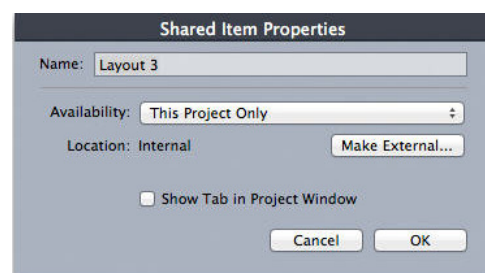 Shared Item Properties
Name: Layout 3
Availability: This Project Only
Location: Internal Make External...
Show Tab in Project Window
Cancel OK